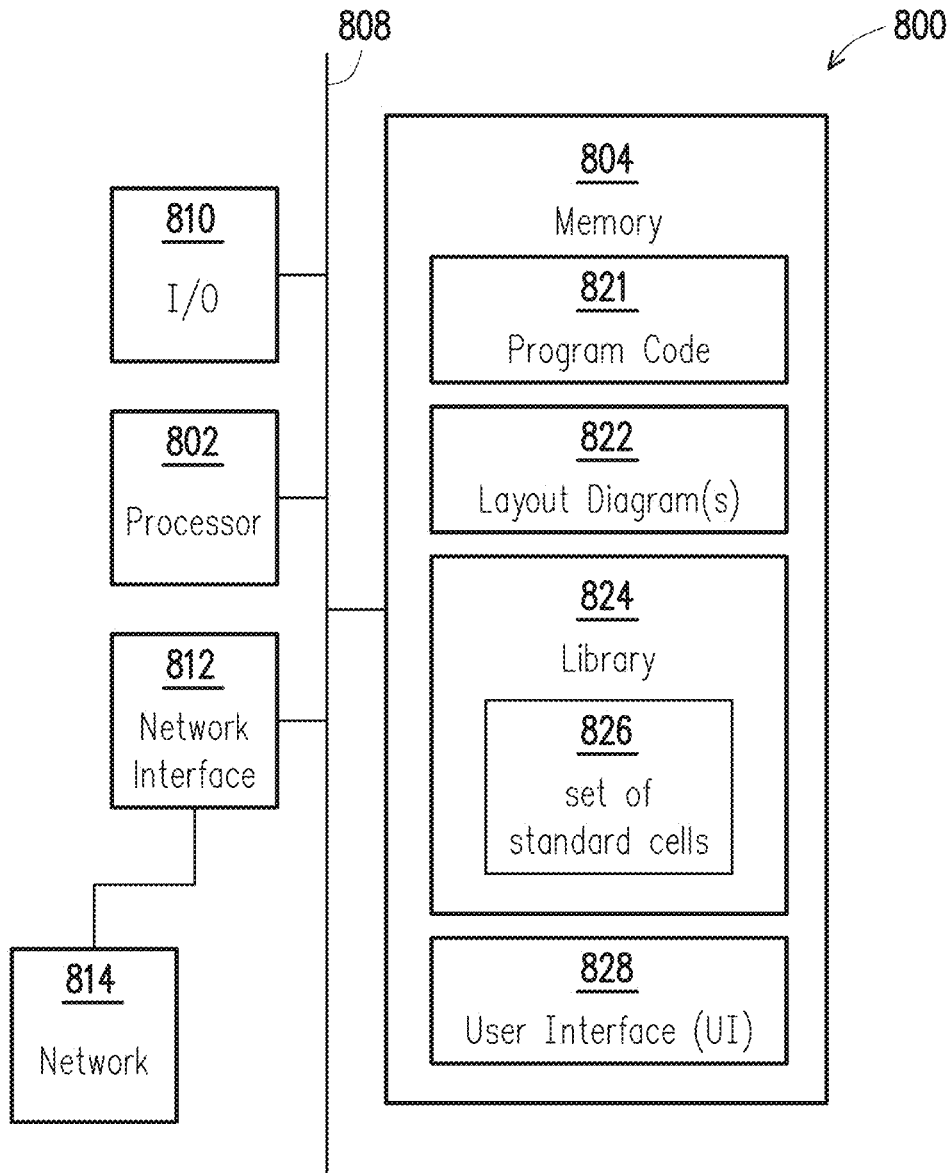 808
800
810
I/O
802
Processor
812
Network
Interface
814
Network
804
Memory
821
Program Code
822
Layout Diagram(s)
824
Library
826
set of
standard cells
828
User Interface (UI)